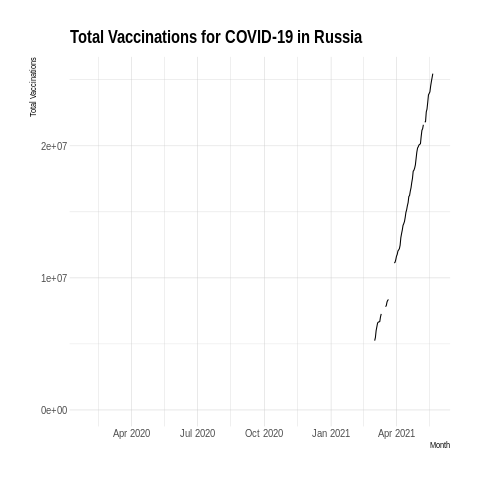 Total Vaccinations for COVID-19 in Russia
Total Vaccinations
2e+07
1e+07
0e+00
Apr 2020 Jul 2020 Oct 2020 Jan 2021 Apr 2021
Month